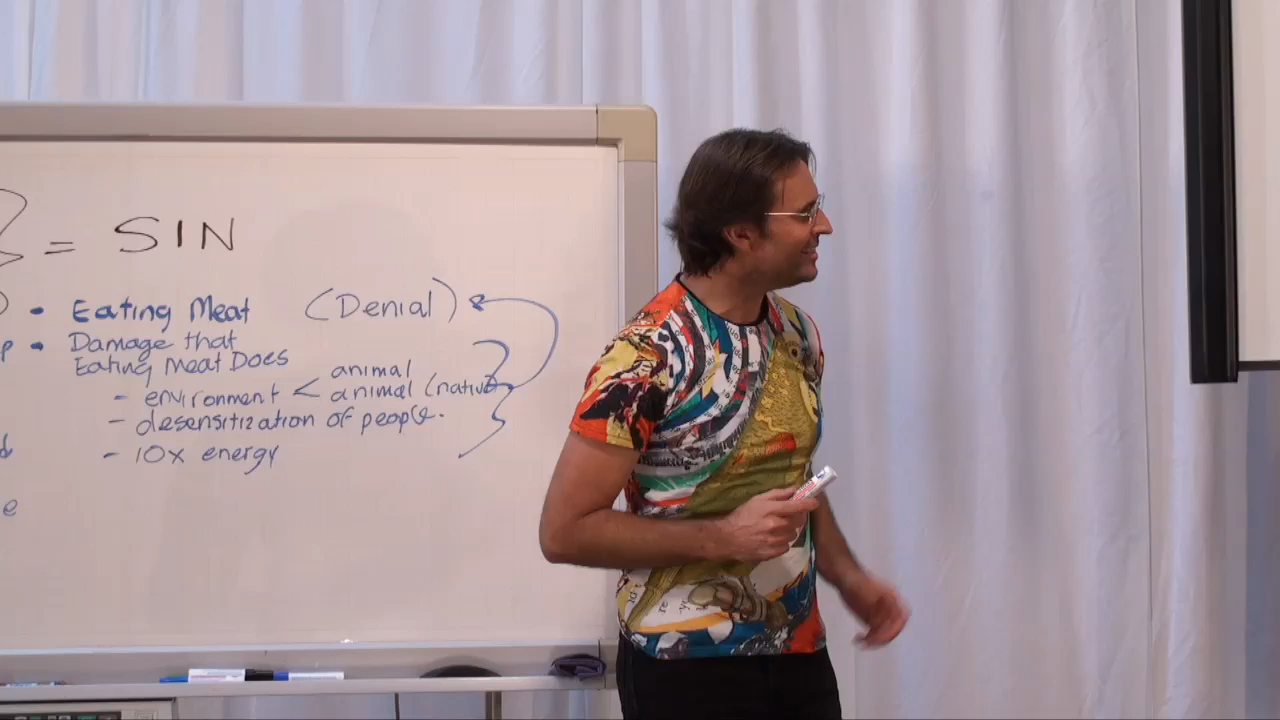 } = SIN
• Eating Meat (Denial)
p • Damage that
Eating Meat Does
- environment < animal
animal (native
- desensitization of people.
- 10x energy
e